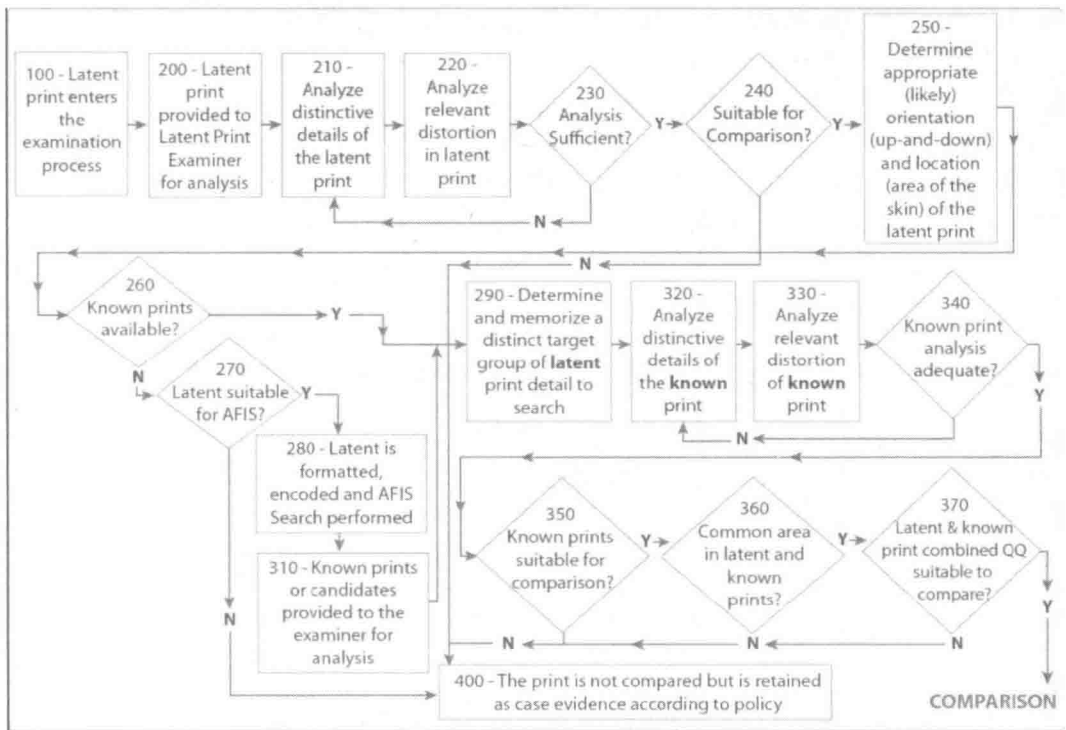 100 - Latent
print enters
the
examination
process
200 - Latent
print
provided to
Latent Print
Examiner
for analysis
210 -
Analyze
distinctive
details of
the latent
print
220 -
Analyze
relevant
distortion
in latent
print
230
Analysis
Sufficient?
Y
N
240
Suitable for
Comparison?
Y
N
250 -
Determine
appropriate
(likely)
orientation
(up-and-down)
and location
(area of the
skin) of the
latent print
260
Known prints
available?
Y
N
270
Latent suitable
for AFIS?
Y
N
280 - Latent is
formatted,
encoded and AFIS
Search performed
310 - Known prints
or candidates
provided to the
examiner for
analysis
290 - Determine
and memorize a
distinct target
group of latent
print detail to
search
320 -
Analyze
distinctive
details of
the known
print
330 -
Analyze
relevant
distortion
of known
print
340
Known print
analysis
adequate?
Y
N
350
Known prints
suitable for
comparison?
Y
N
360
Common area
in latent and
known
prints?
Y
N
370
Latent & known
print combined QQ
suitable to
compare?
Y
N
400 - The print is not compared but is retained
as case evidence according to policy
COMPARISON